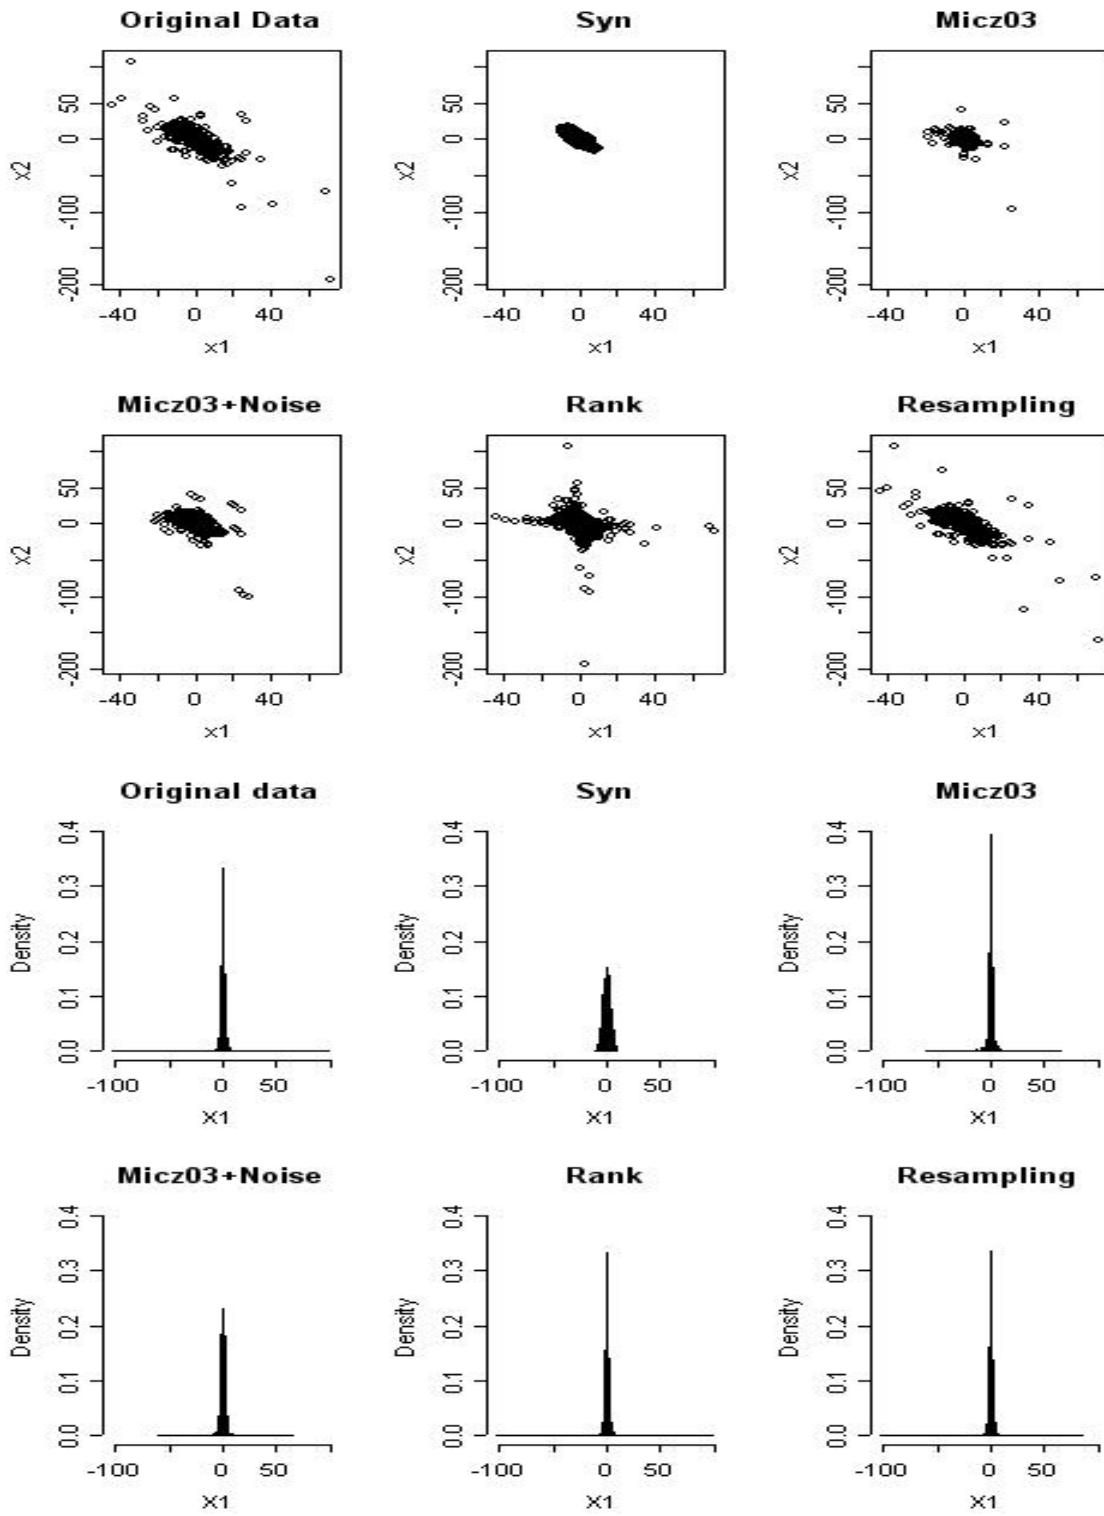 Original Data Syn Micz03
50 50 50
0 0 0
x2 x2 x2
-100 -100 -100
-200 -200 -200
-40 0 40 -40 0 40 -40 0 40
x1 x1 x1
Micz03+Noise Rank Resampling
50 50 50
0 0 0
x2 x2 x2
-100 -100 -100
-200 -200 -200
-40 0 40 -40 0 40 -40 0 40
x1 x1 x1
Original data Syn Micz03
0.4 0.4 0.4
0.3 0.3 0.3
Density Density Density
0.2 0.2 0.2
0.1 0.1 0.1
0.0 0.0 0.0
-100 0 50 -100 0 50 -100 0 50
X1 X1 X1
Micz03+Noise Rank Resampling
0.4 0.4 0.4
0.3 0.3 0.3
Density Density Density
0.2 0.2 0.2
0.1 0.1 0.1
0.0 0.0 0.0
-100 0 50 -100 0 50 -100 0 50
X1 X1 X1